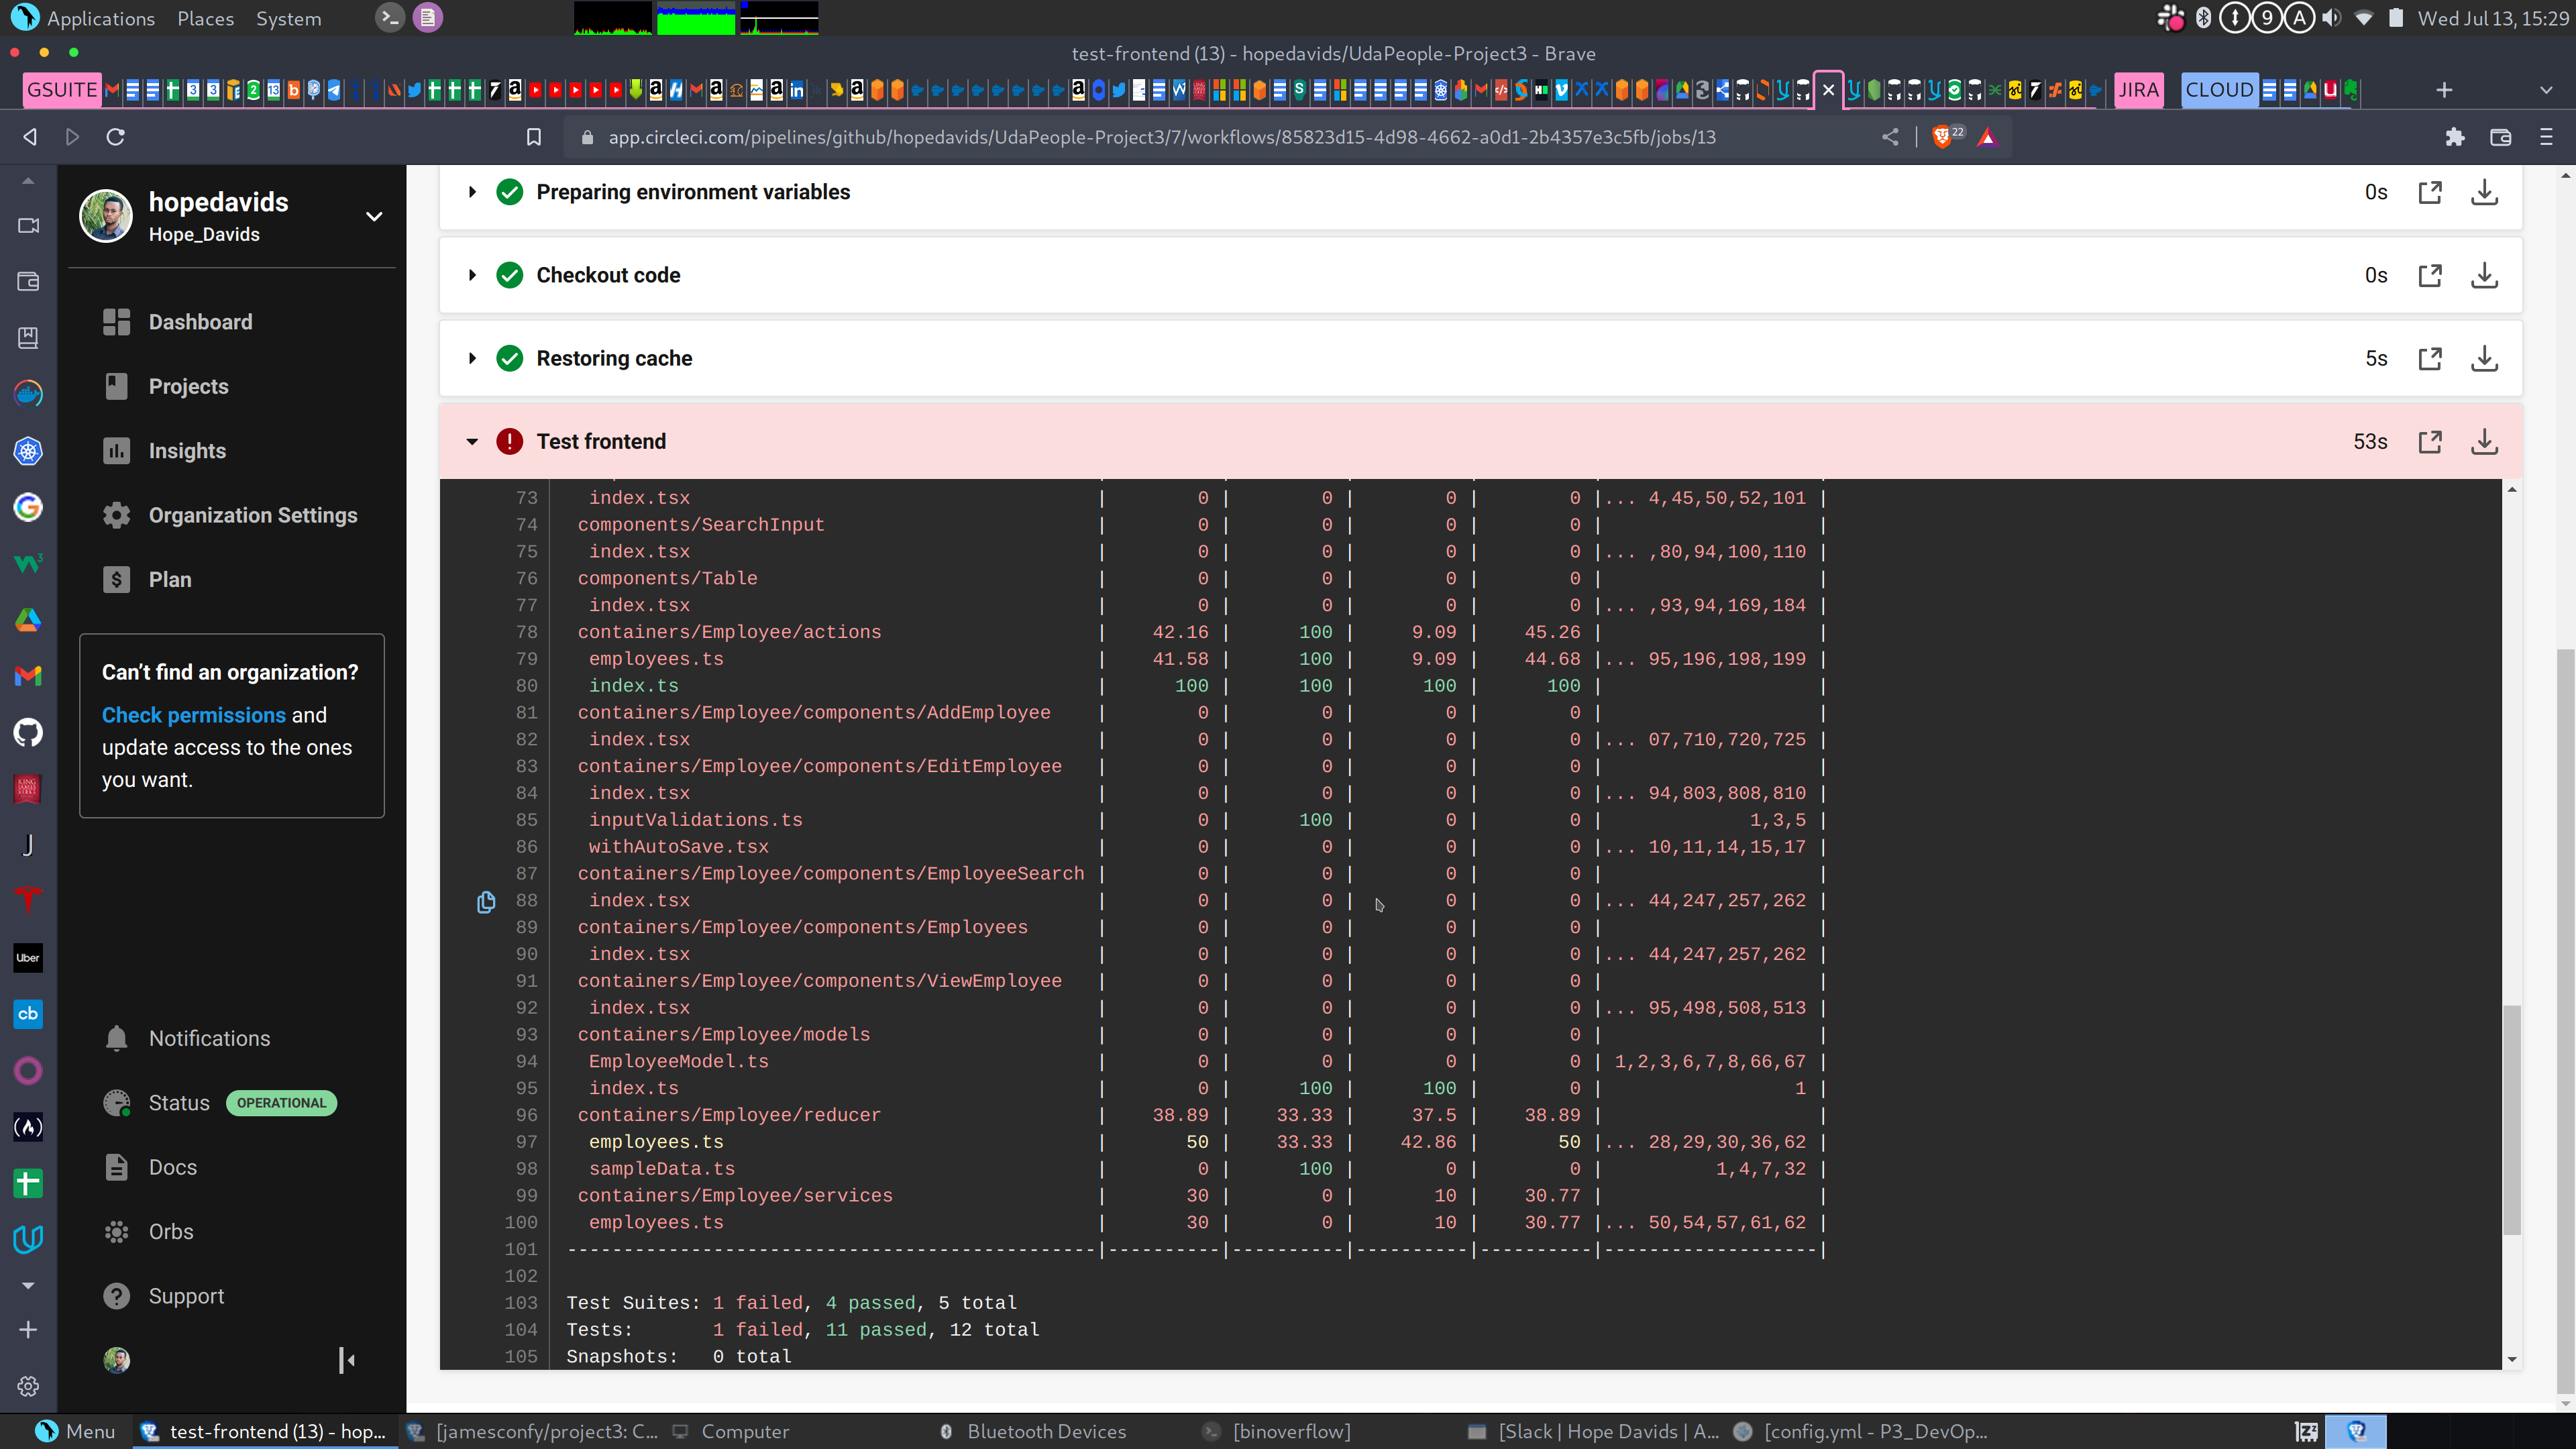 Applications Places System
Wed Jul 13, 15:29
test-frontend (13) - hopedavids/UdaPeople-Project3 - Brave
GSUITE
JIRA
CLOUD
app.circleci.com/pipelines/github/hopedavids/UdaPeople-Project3/7/workflows/85823d15-4d98-4662-a0d1-2b4357e3c5fb/jobs/13
22
hopedavids
Hope_Davids
Dashboard
Projects
Insights
Organization Settings
Plan
Can't find an organization?
Check permissions and
update access to the ones
you want.
Notifications
Status OPERATIONAL
Docs
Orbs
Support
Uber
cb
Preparing environment variables 0s
Checkout code 0s
Restoring cache 5s
Test frontend 53s
73 index.tsx | 0 | 0 | 0 | 0 |... 4,45,50,52,101 |
74 components/SearchInput | 0 | 0 | 0 | 0 | |
75 index.tsx | 0 | 0 | 0 | 0 |... ,80,94,100,110 |
76 components/Table | 0 | 0 | 0 | 0 | |
77 index.tsx | 0 | 0 | 0 | 0 |... ,93,94,169,184 |
78 containers/Employee/actions | 42.16 | 100 | 9.09 | 45.26 | |
79 employees.ts | 41.58 | 100 | 9.09 | 44.68 |... 95,196,198,199 |
80 index.ts | 100 | 100 | 100 | 100 | |
81 containers/Employee/components/AddEmployee | 0 | 0 | 0 | 0 | |
82 index.tsx | 0 | 0 | 0 | 0 |... 07,710,720,725 |
83 containers/Employee/components/EditEmployee | 0 | 0 | 0 | 0 | |
84 index.tsx | 0 | 0 | 0 | 0 |... 94,803,808,810 |
85 inputValidations.ts | 0 | 100 | 0 | 0 | 1,3,5 |
86 withAutoSave.tsx | 0 | 0 | 0 | 0 |... 10,11,14,15,17 |
87 containers/Employee/components/EmployeeSearch | 0 | 0 | 0 | 0 | |
88 index.tsx | 0 | 0 | 0 | 0 |... 44,247,257,262 |
89 containers/Employee/components/Employees | 0 | 0 | 0 | 0 | |
90 index.tsx | 0 | 0 | 0 | 0 |... 44,247,257,262 |
91 containers/Employee/components/ViewEmployee | 0 | 0 | 0 | 0 | |
92 index.tsx | 0 | 0 | 0 | 0 |... 95,498,508,513 |
93 containers/Employee/models | 0 | 0 | 0 | 0 | |
94 EmployeeModel.ts | 0 | 0 | 0 | 0 | 1,2,3,6,7,8,66,67 |
95 index.ts | 0 | 100 | 100 | 0 | 1 |
96 containers/Employee/reducer | 38.89 | 33.33 | 37.5 | 38.89 | |
97 employees.ts | 50 | 33.33 | 42.86 | 50 |... 28,29,30,36,62 |
98 sampleData.ts | 0 | 100 | 0 | 0 | 1,4,7,32 |
99 containers/Employee/services | 30 | 0 | 10 | 30.77 | |
100 employees.ts | 30 | 0 | 10 | 30.77 |... 50,54,57,61,62 |
101 -----------------------------------------------|----------|----------|----------|----------|-------------------|
102
103 Test Suites: 1 failed, 4 passed, 5 total
104 Tests: 1 failed, 11 passed, 12 total
105 Snapshots: 0 total
Menu
test-frontend (13) - hop...
[jamesconfy/project3: C...
Computer
Bluetooth Devices
[binoverflow]
[Slack | Hope Davids | A...
[config.yml - P3_DevOp...